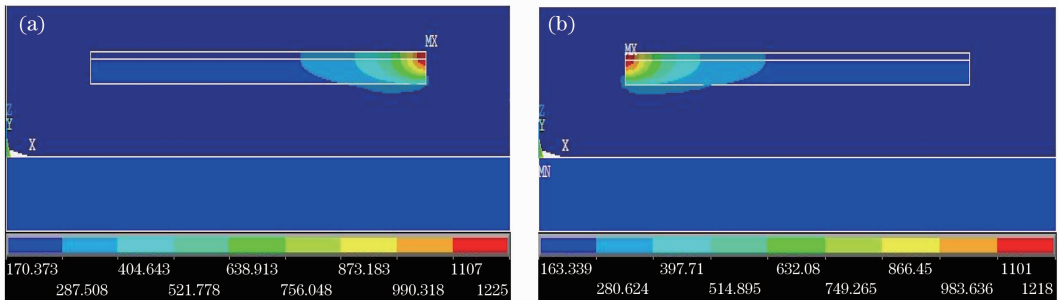 (a)
MX
Z
Y
X
170.373 404.643 638.913 873.183 1107
287.508 521.778 756.048 990.318 1225
(b)
MX
Z
Y
X
MN
163.339 397.71 632.08 866.45 1101
280.624 514.895 749.265 983.636 1218